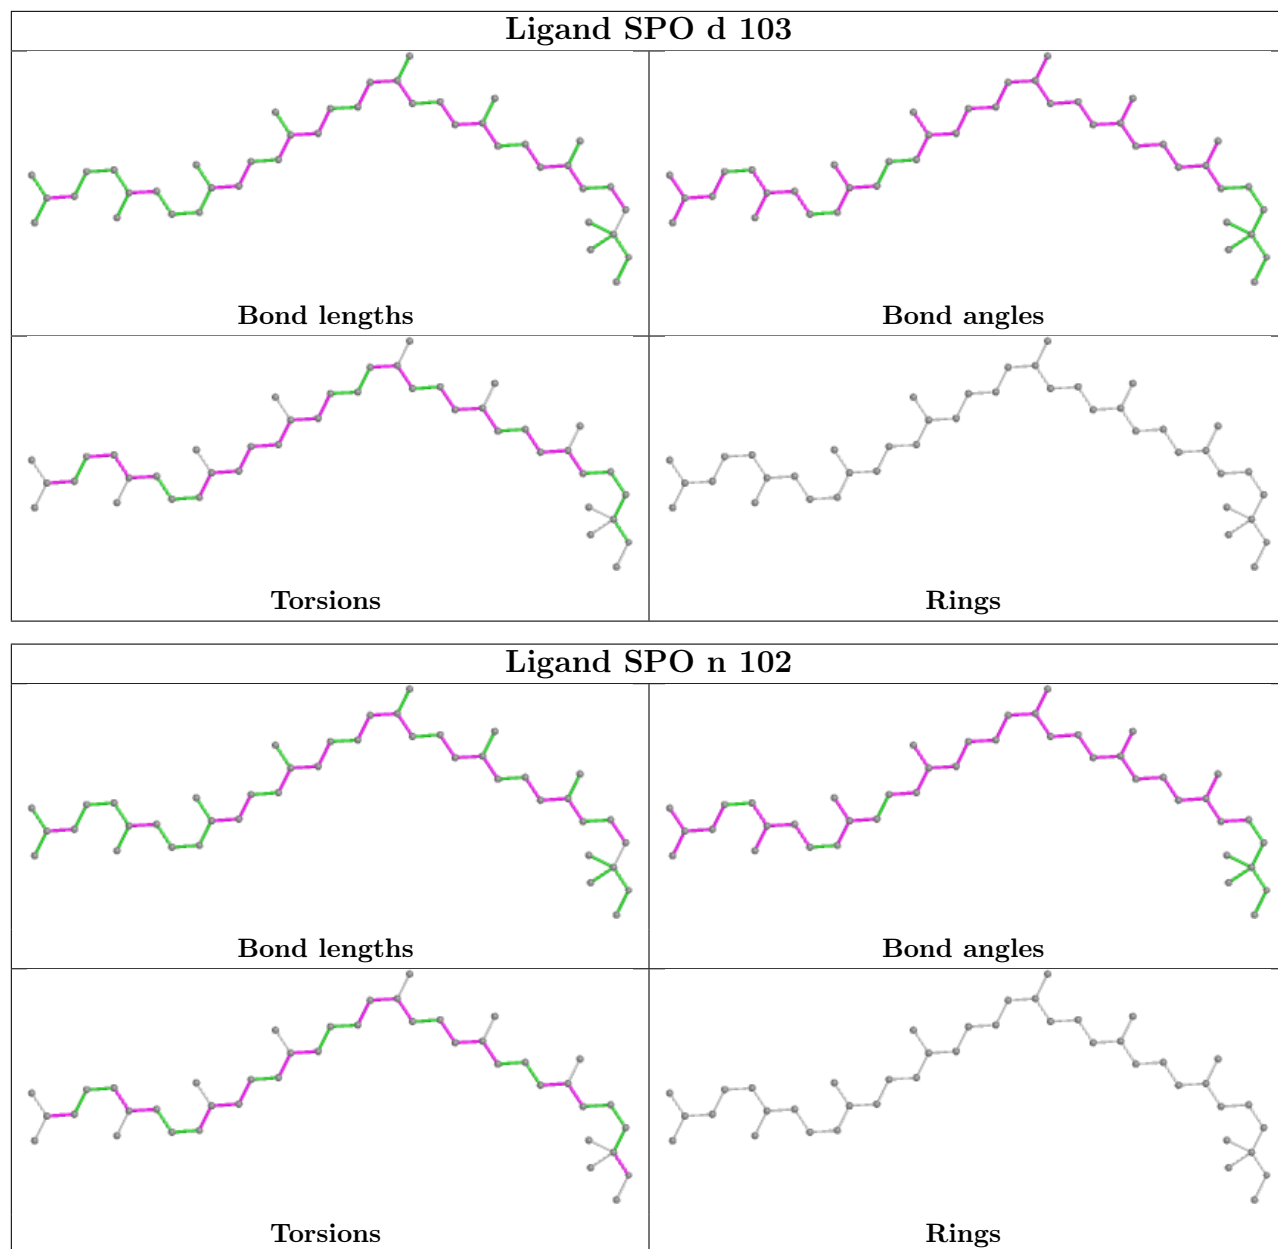 Ligand SPO d 103
Bond lengths
Bond angles
Torsions
Rings
Ligand SPO n 102
Bond lengths
Bond angles
Torsions
Rings